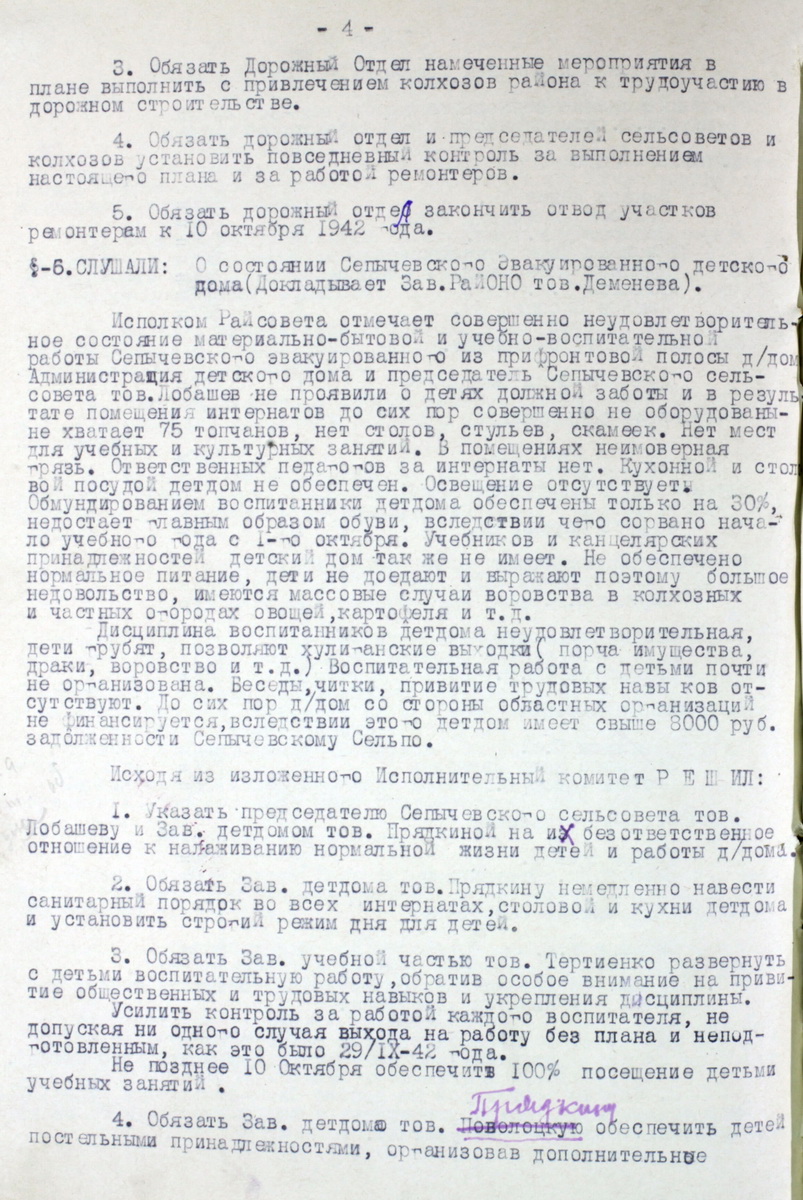 - 4 -
3. Обязать Дорожный Отдел намеченные мероприятия в
плане выполнить с привлечением колхозов района к трудоучастию в
дорожном строительстве.
4. Обязать дорожный отдел и председателей сельсоветов и
колхозов установить повседневный контроль за выполнением
настоящего плана и за работой ремонтеров.
5. Обязать дорожный отдел закончить отвод участков
ремонтерам к 10 октября 1942 года.
§-6.СЛУШАЛИ: О состоянии Сепычевского Эвакуированного детского
дома(Докладывает Зав.РайОНО тов.Деменева).
Исполком Райсовета отмечает совершенно неудовлетворитель-
ное состояние материально-бытовой и учебно-воспитательной
работы Сепычевского эвакуированного из прифронтовой полосы д/дом
Администрация детского дома и председатель Сепычевского сель-
совета тов.Лобашев не проявили о детях должной заботы и в резуль
тате помещения интернатов до сих пор совершенно не оборудованы-
не хватает 75 топчанов, нет столов, стульев, скамеек. Нет мест
для учебных и культурных занятий. В помещениях неимоверная
грязь. Ответственных педагогов за интернаты нет. Кухонной и стол
вой посудой детдом не обеспечен. Освещение отсутствует.
Обмундированием воспитанники детдома обеспечены только на 30%,
недостает главным образом обуви, вследствии чего сорвано нача-
ло учебного года с 1-го октября. Учебников и канцелярских
принадлежностей детский дом так же не имеет. Не обеспечено
нормальное питание, дети не доедают и выражают поэтому большое
недовольство, имеются массовые случаи воровства в колхозных
и частных огородах овощей,картофеля и т.д.
Дисциплина воспитанников детдома неудовлетворительная,
дети грубят, позволяют хулиганские выходки( порча имущества,
драки, воровство и т.д.) Воспитательная работа с детьми почти
не организована. Беседы,читки, привитие трудовых навы ков от-
сутствуют. До сих пор д/дом со стороны областных организаций
не финансируется,вследствии этого детдом имеет свыше 8000 руб.
задолженности Сепычевскому Сельпо.
Исходя из изложенного Исполнительный комитет Р Е Ш ИЛ:
1. Указать председателю Сепычевского сельсовета тов.
Лобашеву и Зав. детдомом тов. Прядкиной на их безответственное
отношение к налаживанию нормальной жизни детей и работы д/дома.
2. Обязать Зав. детдома тов.Прядкину немедленно навести
санитарный порядок во всех интернатах,столовой и кухни детдома
и установить строгий режим дня для детей.
3. Обязать Зав. учебной частью тов. Тертиенко развернуть
с детьми воспитательную работу,обратив особое внимание на приви-
тие общественных и трудовых навыков и укрепления дисциплины.
Усилить контроль за работой каждого воспитателя, не
допуская ни одного случая выхода на работу без плана и непод-
готовленным, как это было 29/IX-42 года.
Не позднее 10 Октября обеспечить 100% посещение детьми
учебных занятий .
Прядкину
4. Обязать Зав. детдома тов. Поволоцкую обеспечить детей
постельными принадлежностями, организовав дополнительные